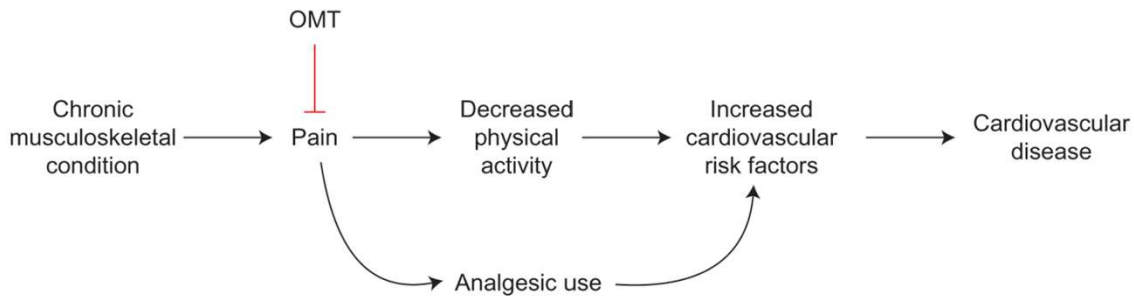 OMT
Chronic
musculoskeletal
condition
Pain
Decreased
physical
activity
Increased
cardiovascular
risk factors
Cardiovascular
disease
Analgesic use